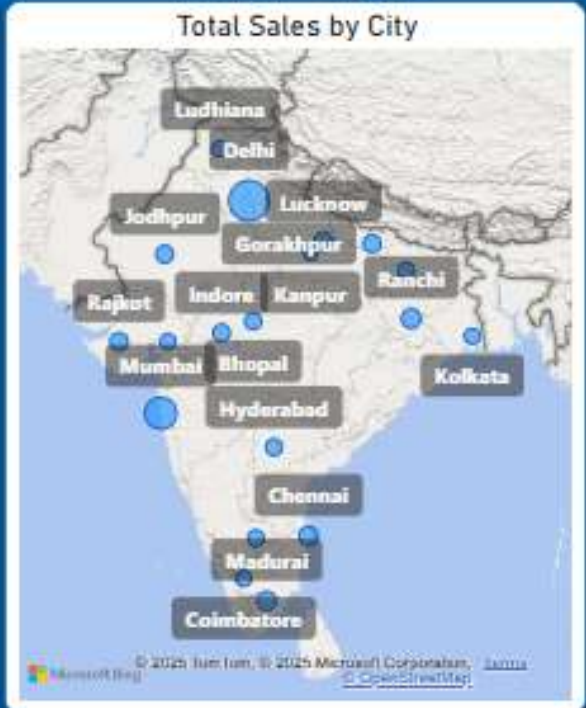 Total Sales by City
Ludhiana
Delhi
Lucknow
Jodhpur
Gorakhpur
Ranchi
Rajkot
Indore
Kanpur
Mumbai
Bhopal
Kolkata
Hyderabad
Chennai
Madurai
Coimbatore
© 2025 TomTom, © 2025 Microsoft Corporation, Terms
Microsoft Bing
© OpenStreetMap